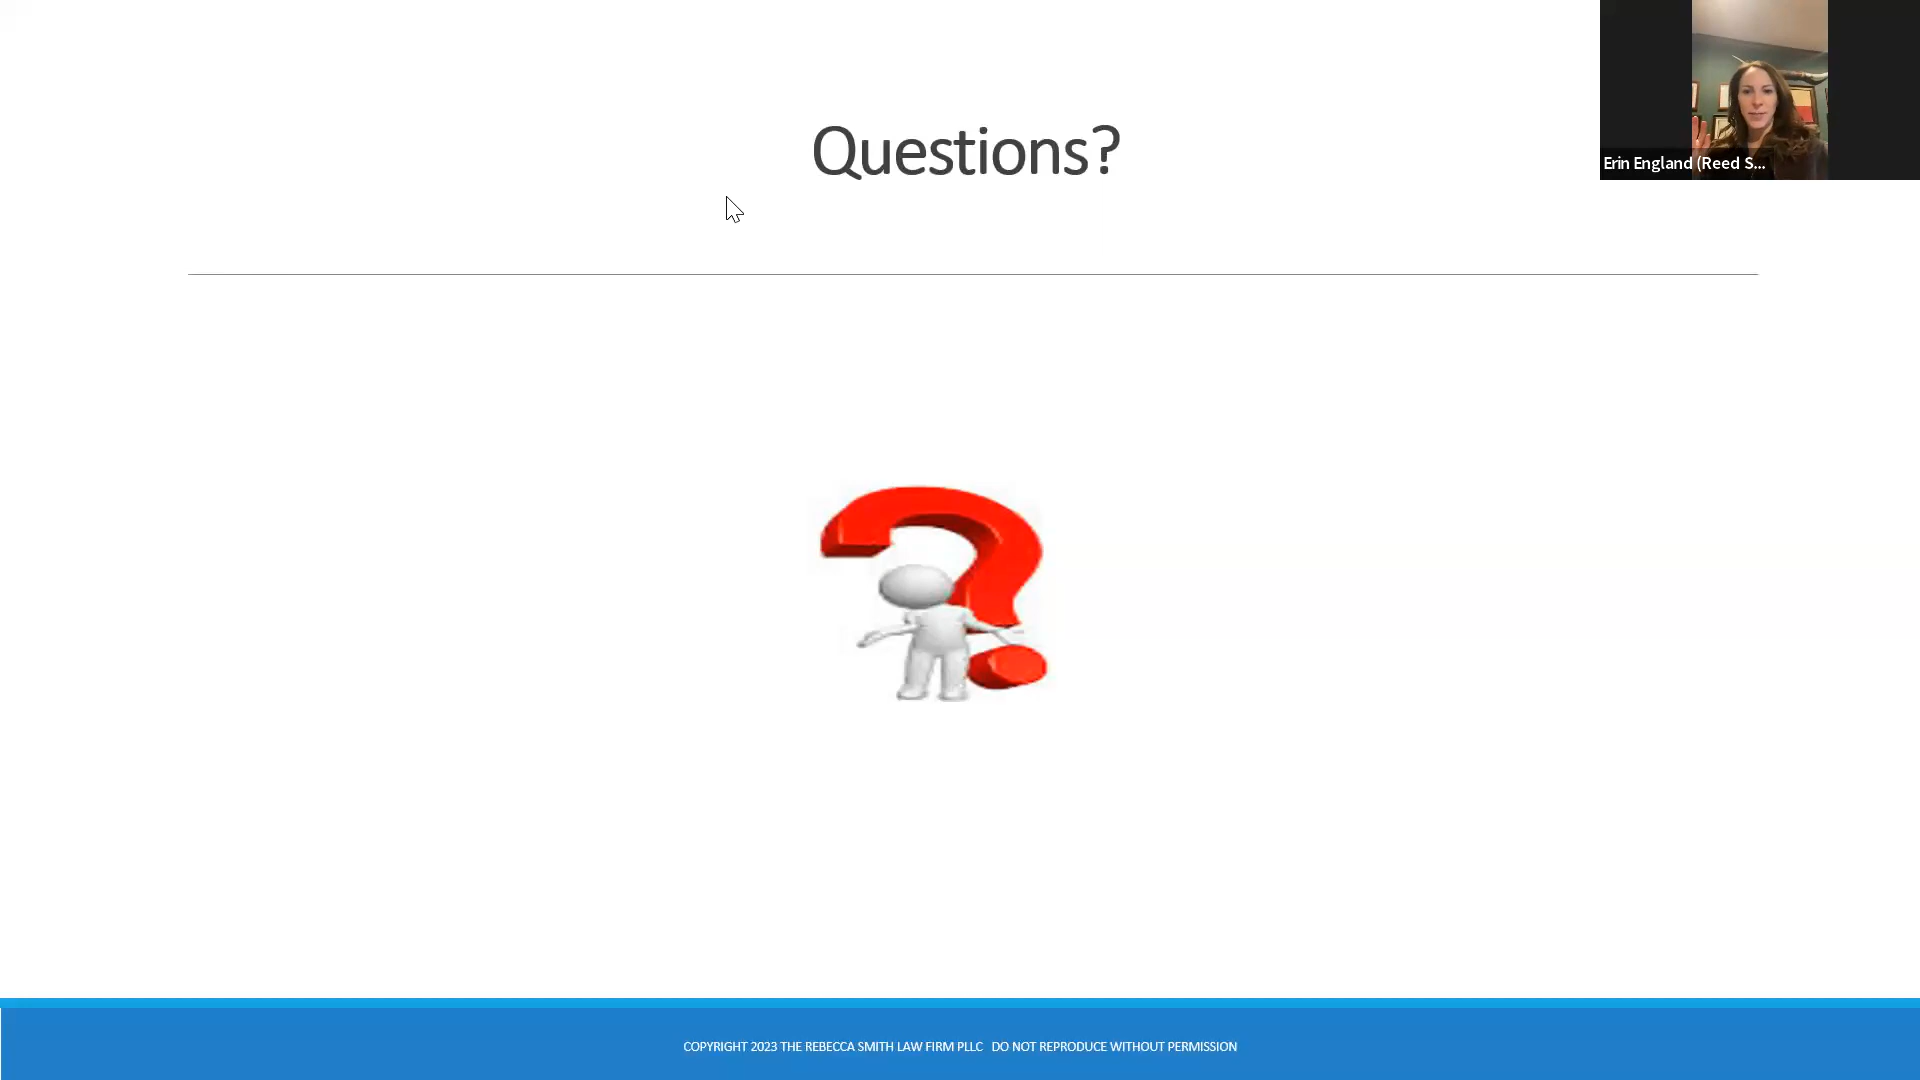 Questions?
Erin England (Reed S...
COPYRIGHT 2023 THE REBECCA SMITH LAW FIRM PLLC   DO NOT REPRODUCE WITHOUT PERMISSION